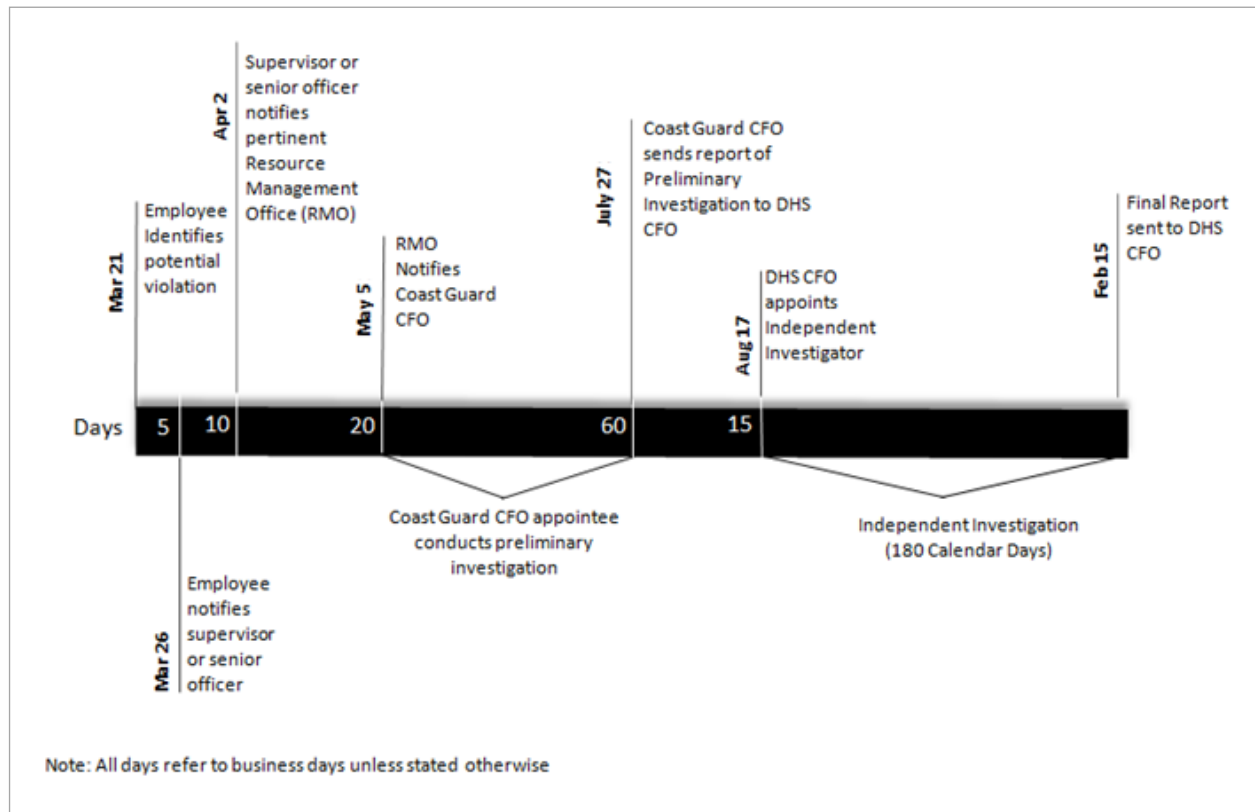 Mar 21
Employee
Identifies
potential
violation
Apr 2
Supervisor or
senior officer
notifies
pertinent
Resource
Management
Office (RMO)
May 5
RMO
Notifies
Coast Guard
CFO
July 27
Coast Guard CFO
sends report of
Preliminary
Investigation to DHS
CFO
Aug 17
DHS CFO
appoints
Independent
Investigator
Feb 15
Final Report
sent to DHS
CFO
Days 5 10 20 60 15
Mar 26
Employee
notifies
supervisor
or senior
officer
Coast Guard CFO appointee
conducts preliminary
investigation
Independent Investigation
(180 Calendar Days)
Note: All days refer to business days unless stated otherwise